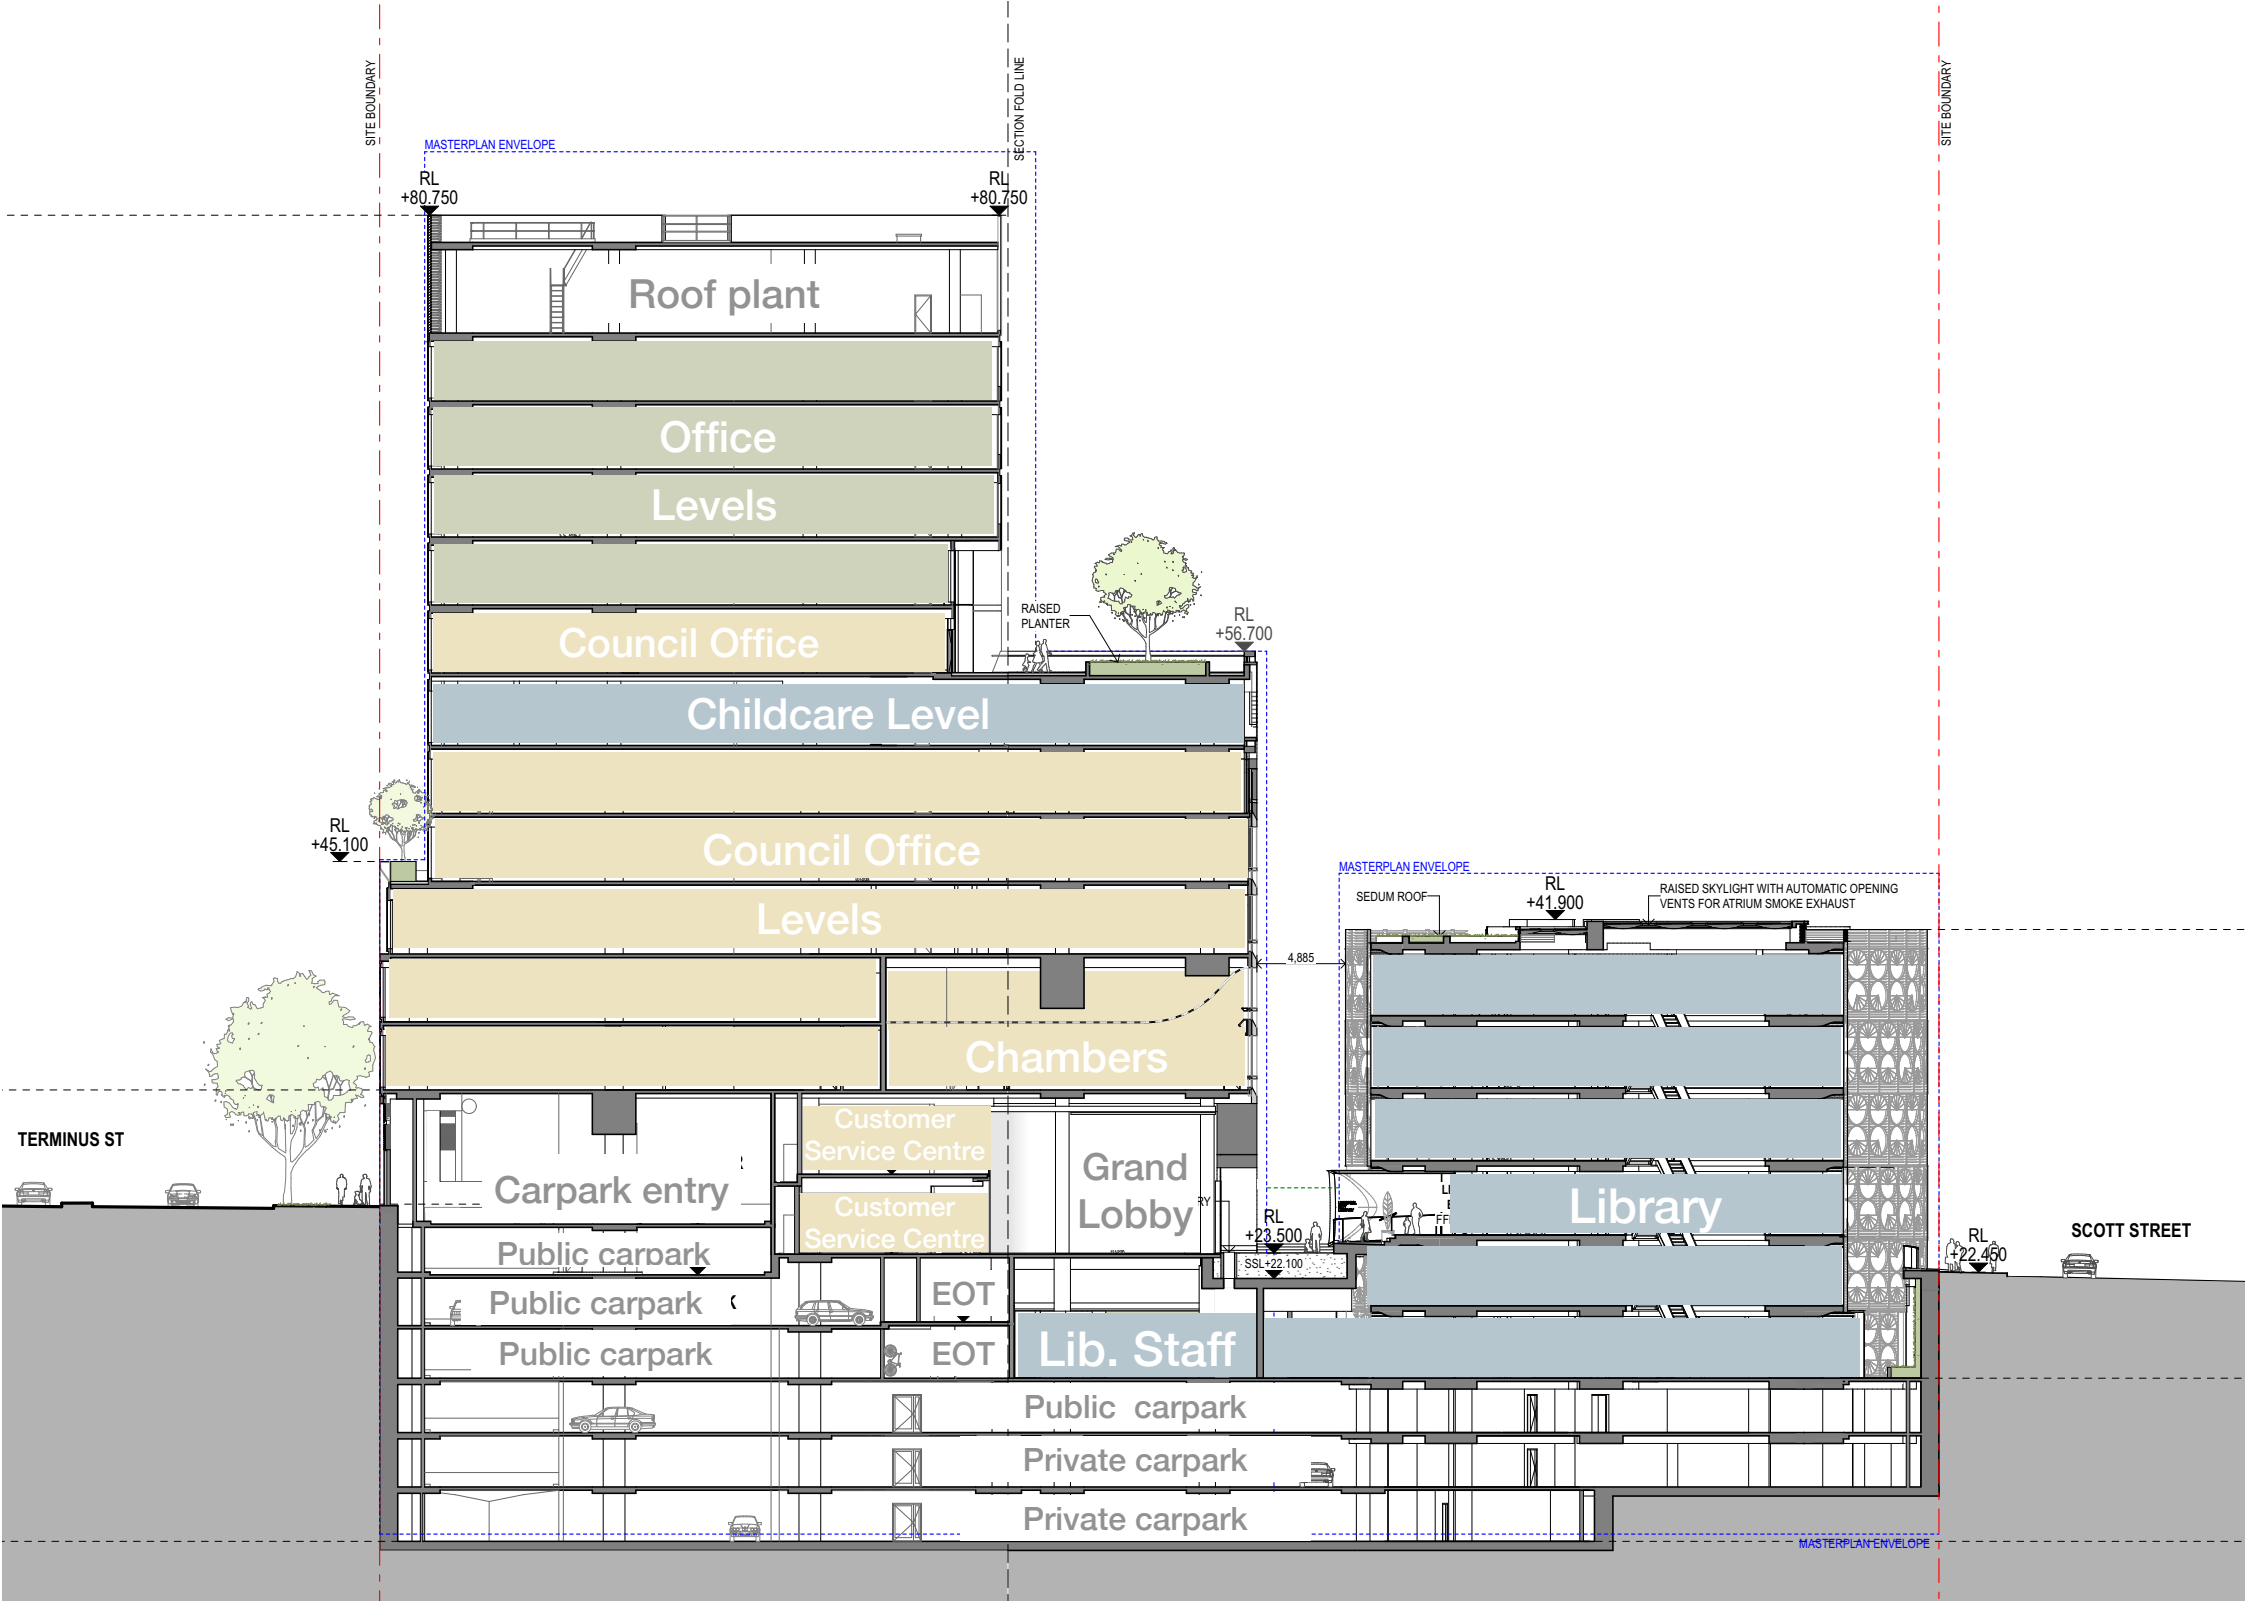 SITE BOUNDARY
SECTION FOLD LINE
SITE BOUNDARY
MASTERPLAN ENVELOPE
RL
+80.750
RL
+80.750
Roof plant
Office
Levels
RAISED
PLANTER
RL
+56.700
Council Office
Childcare Level
RL
+45.100
Council Office
MASTERPLAN ENVELOPE
SEDUM ROOF
RL
+41.900
RAISED SKYLIGHT WITH AUTOMATIC OPENING
VENTS FOR ATRIUM SMOKE EXHAUST
Levels
4,885
Chambers
TERMINUS ST
Customer
Service Centre
Grand
Lobby
Carpark entry
Customer
Service Centre
RY
RL
+23.500
SSL+22.100
Library
SCOTT STREET
RL
+22.450
Public carpark
Public carpark
EOT
Public carpark
EOT
Lib. Staff
Public carpark
Private carpark
Private carpark
MASTERPLAN ENVELOPE